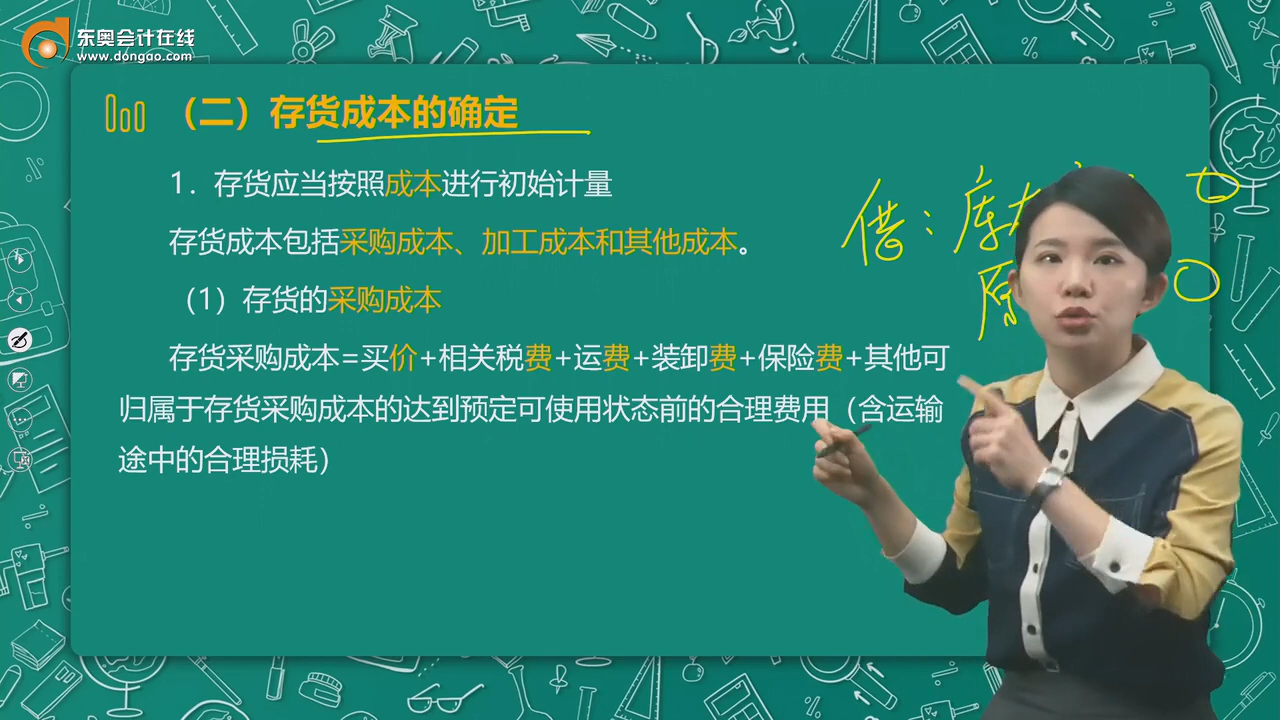 东奥会计在线
www.dongao.com
（二）存货成本的确定
1．存货应当按照成本进行初始计量
存货成本包括采购成本、加工成本和其他成本。
（1）存货的采购成本
存货采购成本=买价+相关税费+运费+装卸费+保险费+其他可
归属于存货采购成本的达到预定可使用状态前的合理费用（含运输
途中的合理损耗）
借：库
原